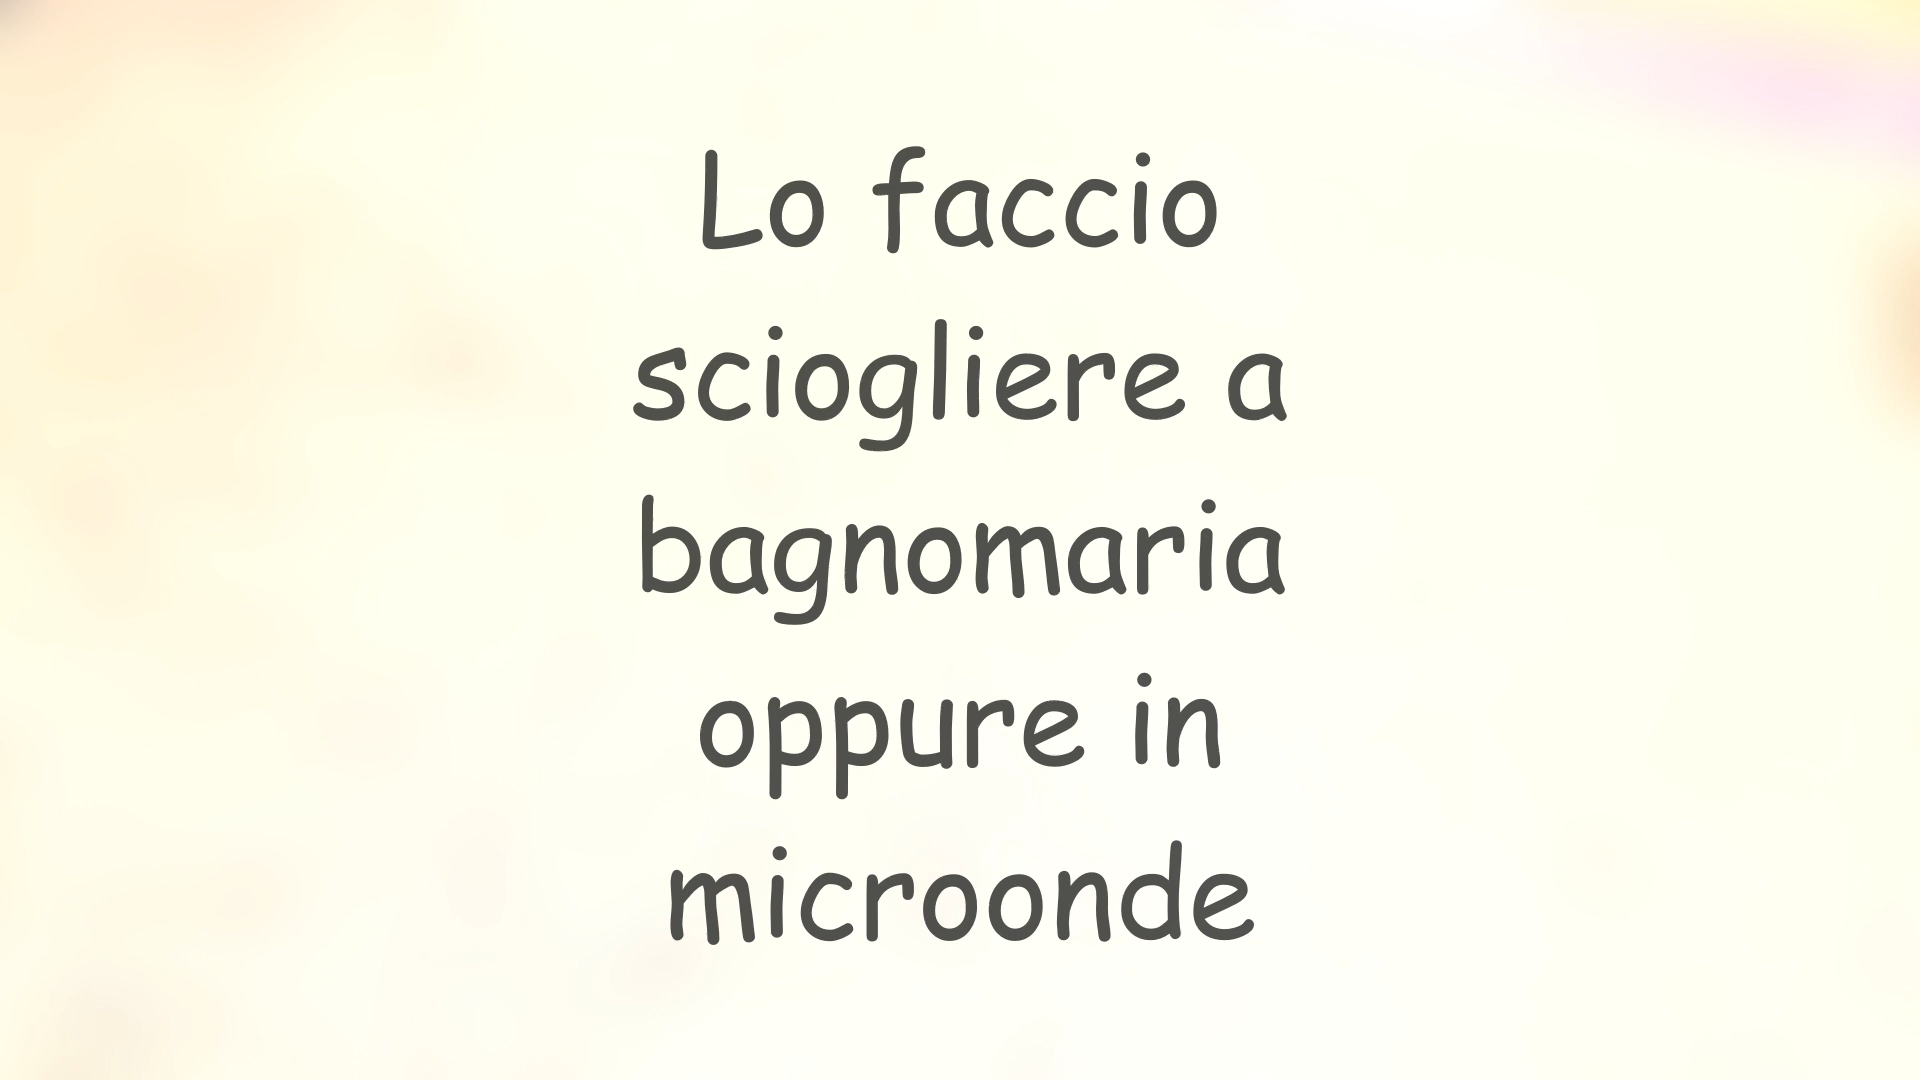 Lo faccio
sciogliere a
bagnomaria
oppure in
microonde